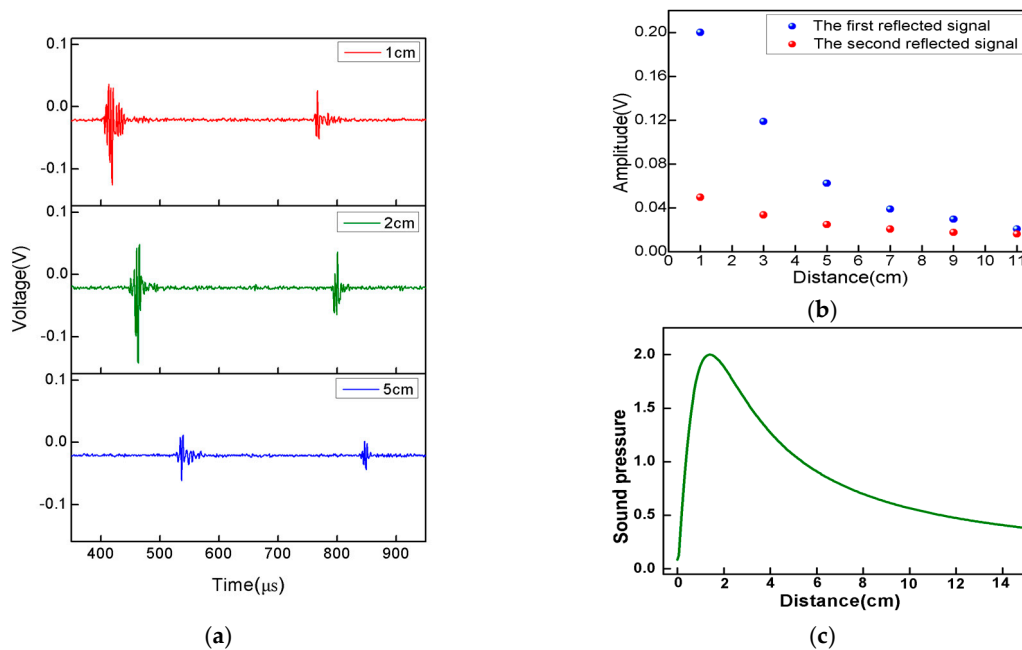 0.1
1cm
0.0
-0.1
0.1
2cm
0.0
-0.1
0.1
5cm
0.0
-0.1
Voltage(V)
400 500 600 700 800 900
Time(μs)
(a)
The first reflected signal
The second reflected signal
0.20
0.16
0.12
0.08
0.04
0.00
Amplitude(V)
0 1 2 3 4 5 6 7 8 9 10 11
Distance(cm)
(b)
2.0
1.5
1.0
0.5
0.0
Sound pressure
0 2 4 6 8 10 12 14
Distance(cm)
(c)